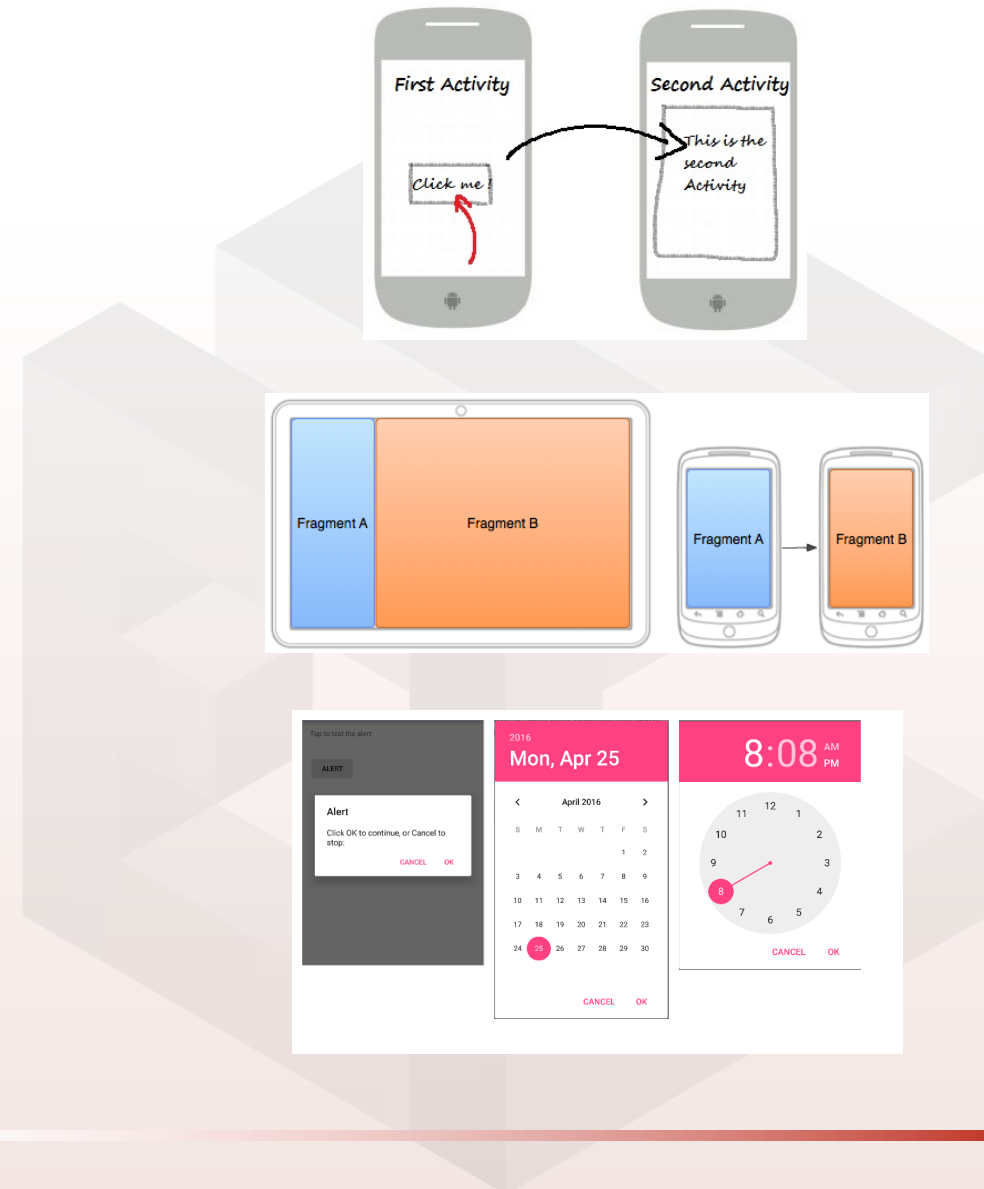 First Activity
Click me !
Second Activity
This is the
second
Activity
Fragment A
Fragment B
Fragment A
Fragment B
Tap to test the alert:
ALERT
Alert
Click OK to continue, or Cancel to
stop:
CANCEL OK
2016
Mon, Apr 25
April 2016
S M T W T F S
1 2
3 4 5 6 7 8 9
10 11 12 13 14 15 16
17 18 19 20 21 22 23
24 25 26 27 28 29 30
CANCEL OK
8:08 AM
PM
12
11 1
10 2
9 3
8 4
7 5
6
CANCEL OK